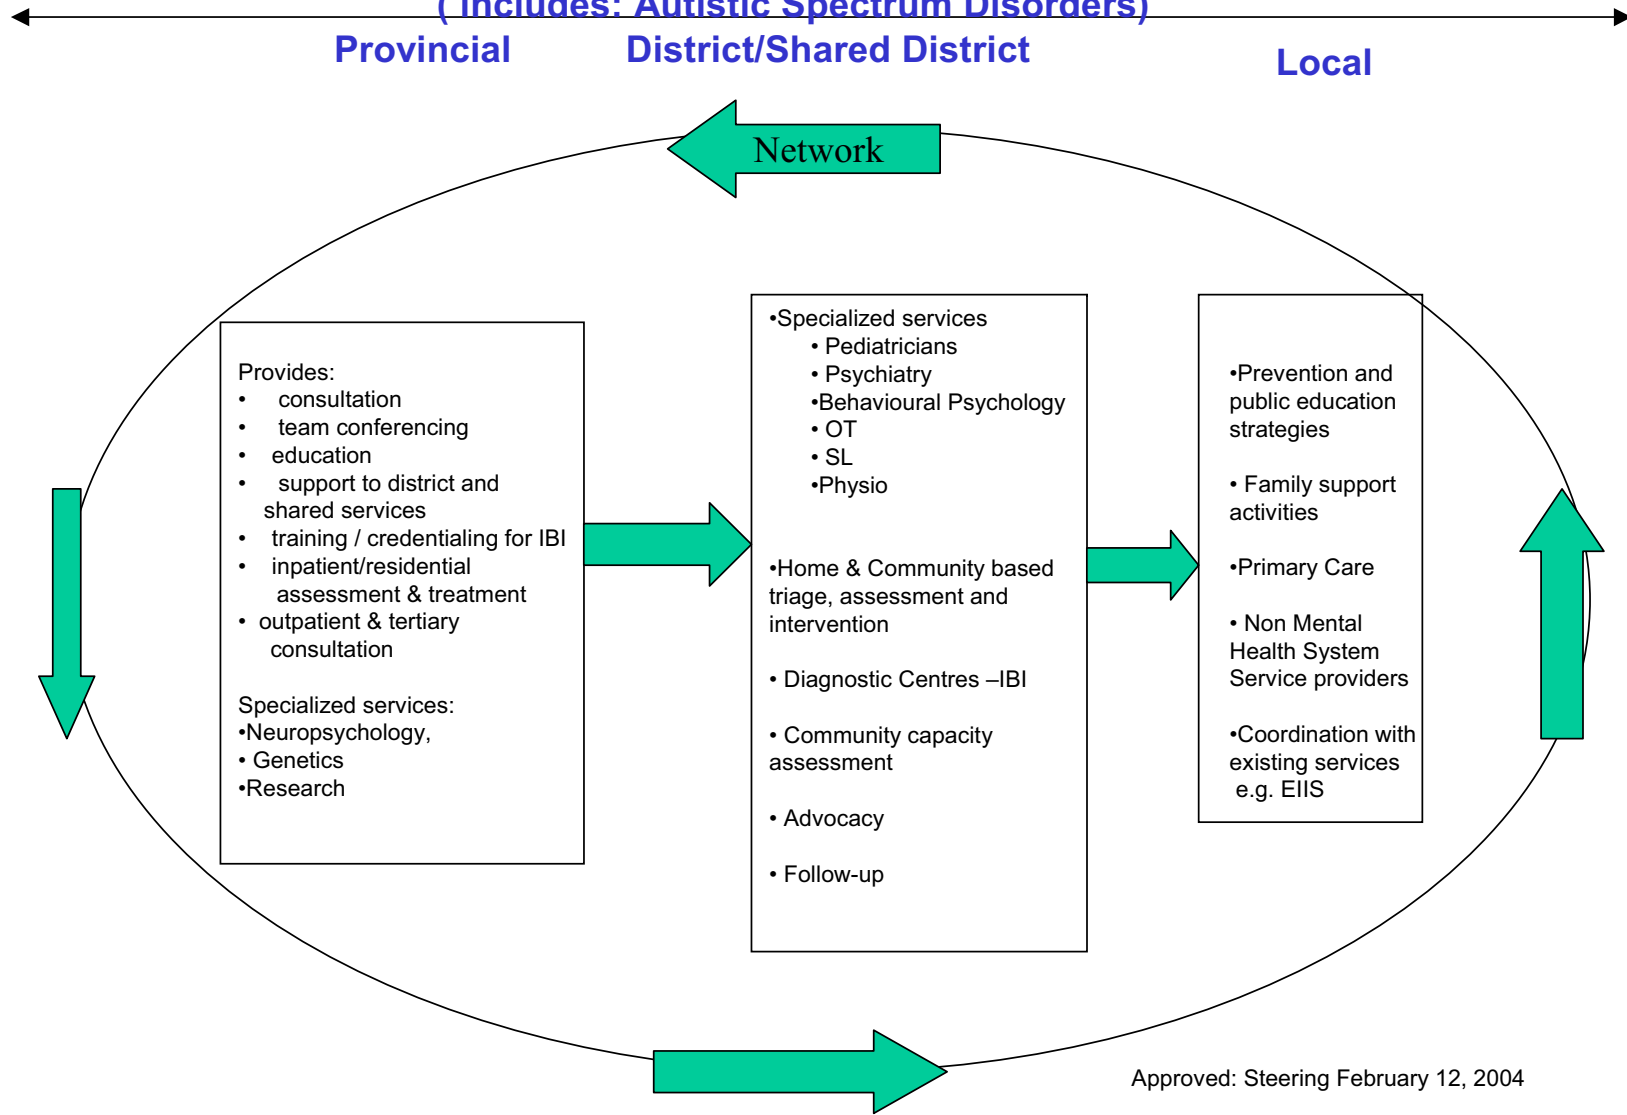 ( Includes: Autistic Spectrum Disorders)
Provincial
District/Shared District
Local
Network
Provides:
• consultation
• team conferencing
• education
• support to district and
shared services
• training / credentialing for IBI
• inpatient/residential
assessment & treatment
• outpatient & tertiary
consultation
Specialized services:
•Neuropsychology,
• Genetics
•Research
•Specialized services
• Pediatricians
• Psychiatry
•Behavioural Psychology
• OT
• SL
•Physio
•Home & Community based
triage, assessment and
intervention
• Diagnostic Centres –IBI
• Community capacity
assessment
• Advocacy
• Follow-up
•Prevention and
public education
strategies
• Family support
activities
•Primary Care
• Non Mental
Health System
Service providers
•Coordination with
existing services
e.g. EIIS
Approved: Steering February 12, 2004